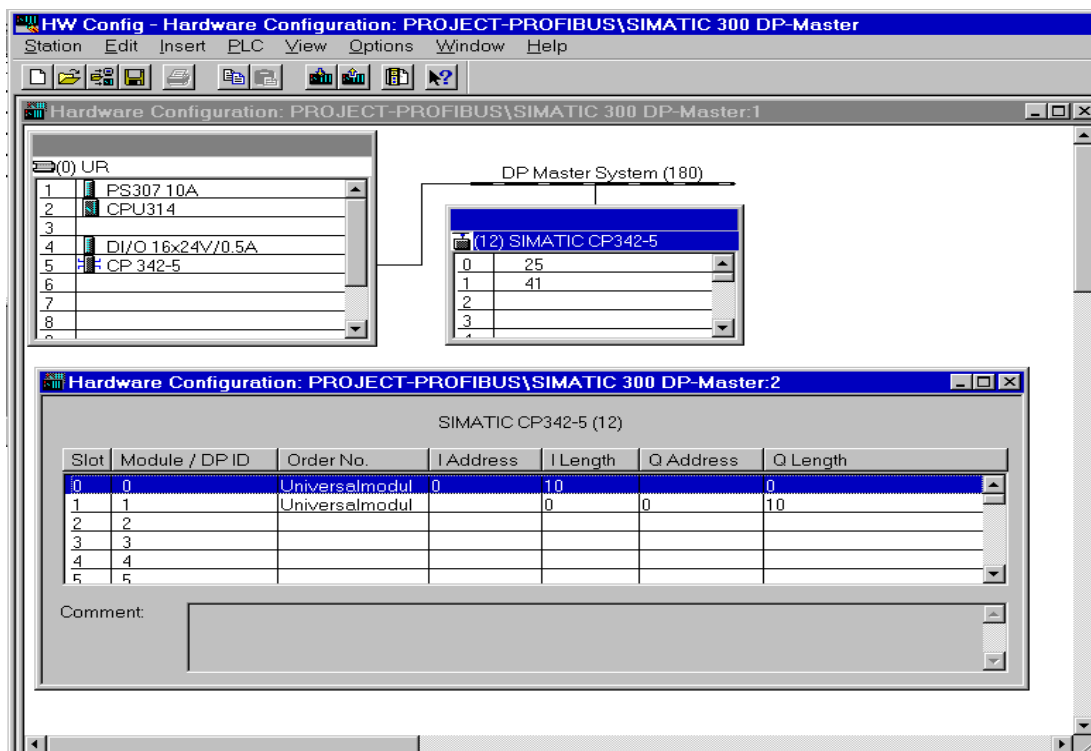 HW Config - Hardware Configuration: PROJECT-PROFIBUS\SIMATIC 300 DP-Master
Station Edit Insert PLC View Options Window Help
Hardware Configuration: PROJECT-PROFIBUS\SIMATIC 300 DP-Master:1
(0) UR
1 PS307 10A
2 CPU314
3
4 DI/O 16x24V/0.5A
5 CP 342-5
6
7
8
DP Master System (180)
(12) SIMATIC CP342-5
0 25
1 41
2
3
Hardware Configuration: PROJECT-PROFIBUS\SIMATIC 300 DP-Master:2
SIMATIC CP342-5 (12)
Slot Module / DP ID Order No. I Address I Length Q Address Q Length
0 0 Universalmodul 0 10 0
1 1 Universalmodul 0 0 10
2 2
3 3
4 4
5 5
Comment: